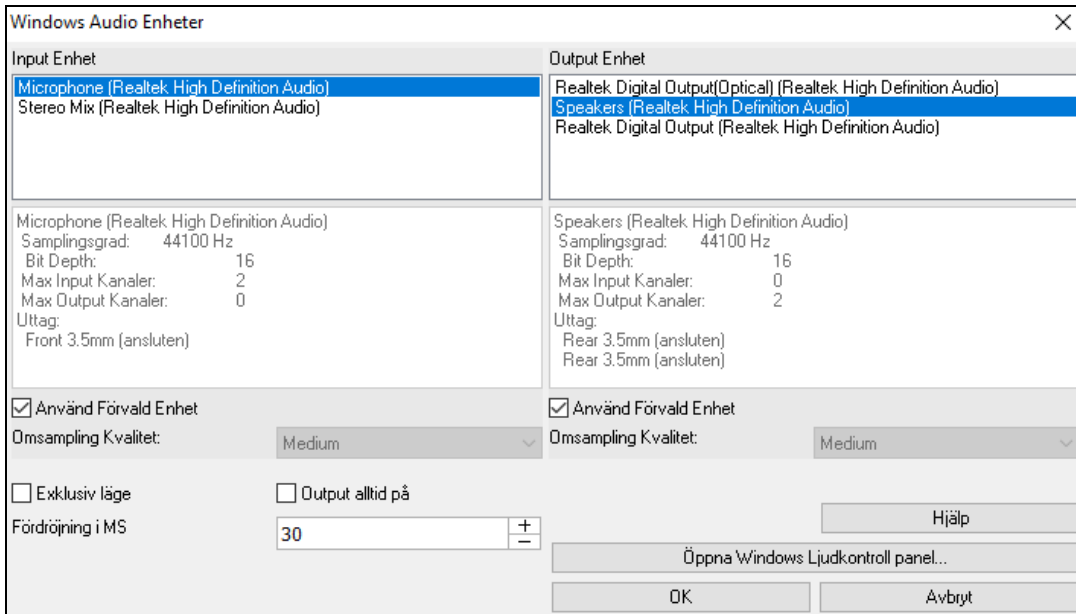 Windows Audio Enheter
Input Enhet
Microphone (Realtek High Definition Audio)
Stereo Mix (Realtek High Definition Audio)
Microphone (Realtek High Definition Audio)
Samplingsgrad: 44100 Hz
Bit Depth: 16
Max Input Kanaler: 2
Max Output Kanaler: 0
Uttag:
Front 3.5mm (ansluten)
Använd Förvald Enhet
Omsampling Kvalitet: Medium
Output Enhet
Realtek Digital Output(Optical) (Realtek High Definition Audio)
Speakers (Realtek High Definition Audio)
Realtek Digital Output (Realtek High Definition Audio)
Speakers (Realtek High Definition Audio)
Samplingsgrad: 44100 Hz
Bit Depth: 16
Max Input Kanaler: 0
Max Output Kanaler: 2
Uttag:
Rear 3.5mm (ansluten)
Rear 3.5mm (ansluten)
Använd Förvald Enhet
Omsampling Kvalitet: Medium
Exklusiv läge
Output alltid på
Fördröjning i MS 30
Hjälp
Öppna Windows Ljudkontroll panel...
OK
Avbryt